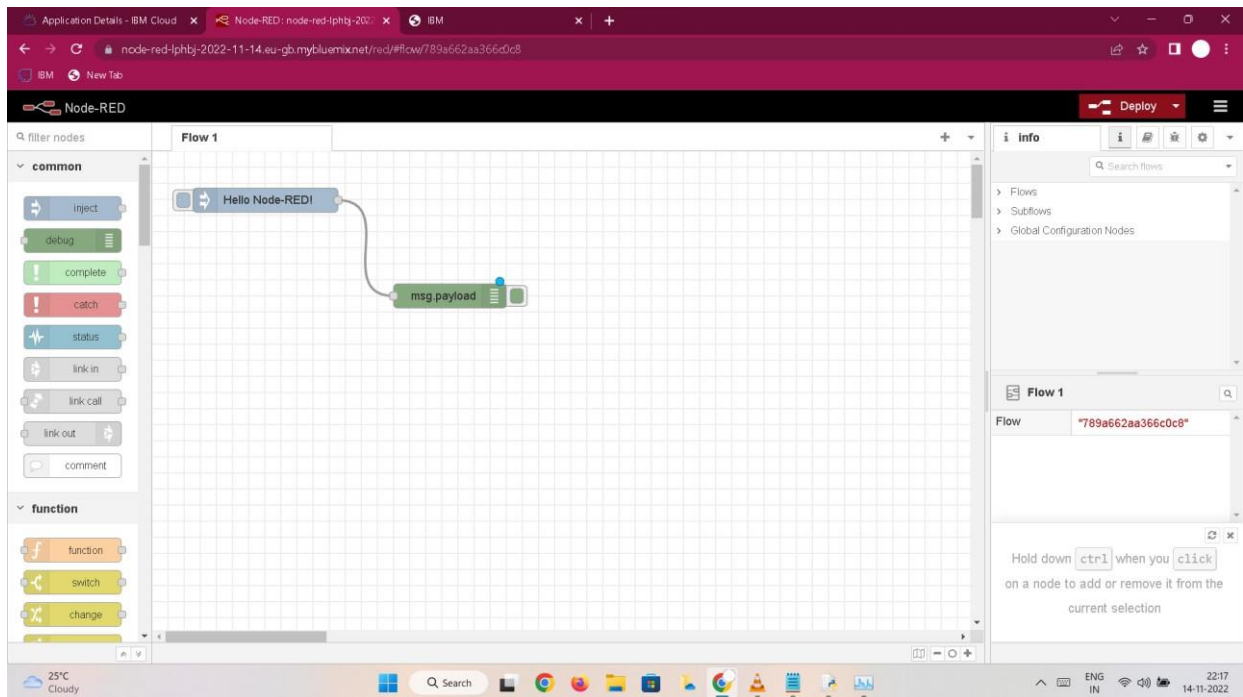 Application Details - IBM Cloud
Node-RED: node-red-lphbj-202
IBM
node-red-lphbj-2022-11-14.eu-gb.mybluemix.net/red/#flow/789a662aa366c0c8
IBM
New Tab
Node-RED
Deploy
filter nodes
Flow 1
i info
i
Search flows
common
inject
debug
complete
catch
status
link in
link call
link out
comment
function
function
switch
change
Hello Node-RED!
msg.payload
Flows
Subflows
Global Configuration Nodes
Flow 1
Flow "789a662aa366c0c8"
Hold down ctrl when you click
on a node to add or remove it from the
current selection
25°C
Cloudy
Search
ENG
IN
22:17
14-11-2022